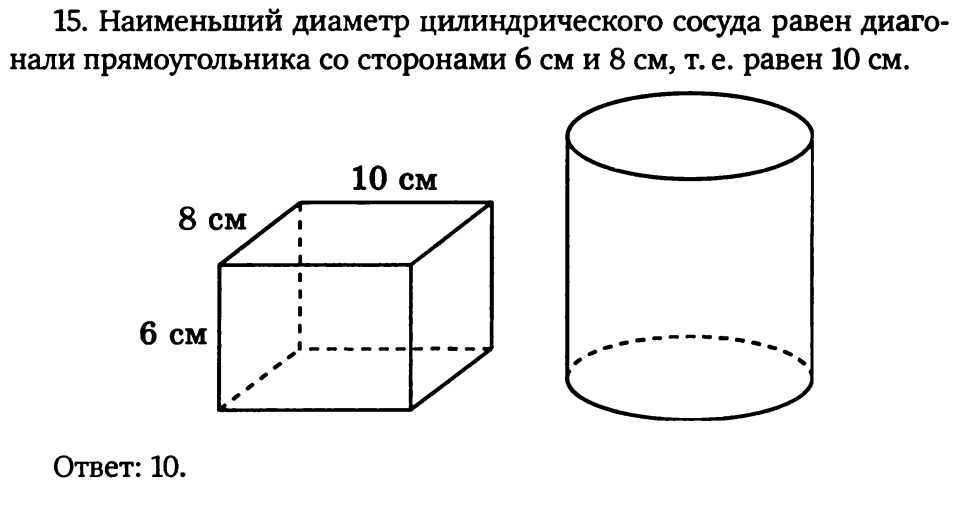 15. Наименьший диаметр цилиндрического сосуда равен диаго-
нали прямоугольника со сторонами 6 см и 8 см, т. е. равен 10 см.
10 см
8 см
6 см
Ответ: 10.